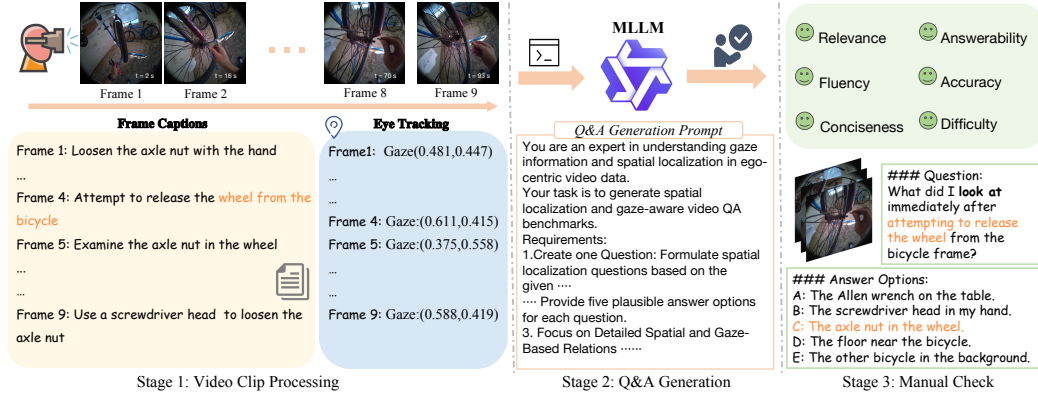 t = 2 s
t = 16 s
t = 70 s
t = 93 s
Frame 1
Frame 2
Frame 8
Frame 9
Frame Captions
Frame 1: Loosen the axle nut with the hand
...
Frame 4: Attempt to release the wheel from the
bicycle
Frame 5: Examine the axle nut in the wheel
...
...
Frame 9: Use a screwdriver head to loosen the
axle nut
Eye Tracking
Frame1: Gaze(0.481,0.447)
...
...
Frame 4: Gaze:(0.611,0.415)
Frame 5: Gaze:(0.375,0.558)
...
...
Frame 9: Gaze:(0.588,0.419)
Stage 1: Video Clip Processing
MLLM
Q&A Generation Prompt
You are an expert in understanding gaze
information and spatial localization in ego-
centric video data.
Your task is to generate spatial
localization and gaze-aware video QA
benchmarks.
Requirements:
1.Create one Question: Formulate spatial
localization questions based on the
given ····
···· Provide five plausible answer options
for each question.
3. Focus on Detailed Spatial and Gaze-
Based Relations ······
Stage 2: Q&A Generation
Relevance
Answerability
Fluency
Accuracy
Conciseness
Difficulty
### Question:
What did I look at
immediately after
attempting to release
the wheel from the
bicycle frame?
### Answer Options:
A: The Allen wrench on the table.
B: The screwdriver head in my hand.
C: The axle nut in the wheel.
D: The floor near the bicycle.
E: The other bicycle in the background.
Stage 3: Manual Check